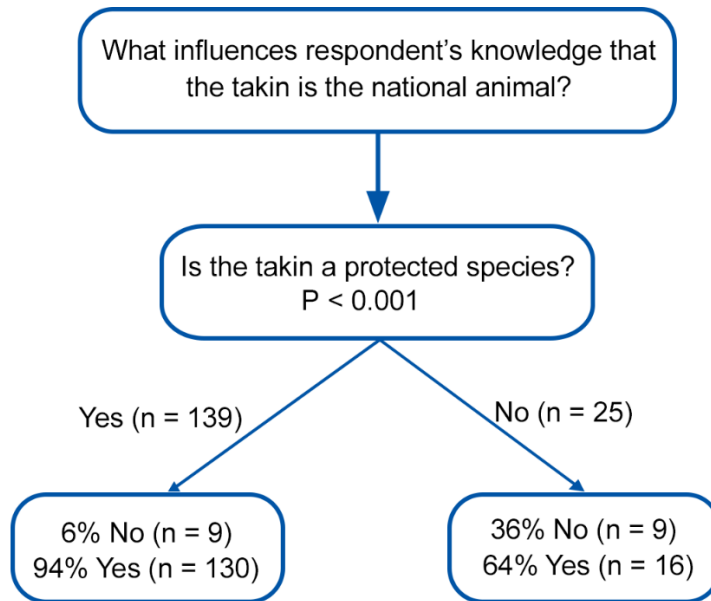 What influences respondent's knowledge that
the takin is the national animal?
Is the takin a protected species?
P < 0.001
Yes (n = 139)
No (n = 25)
6% No (n = 9)
94% Yes (n = 130)
36% No (n = 9)
64% Yes (n = 16)